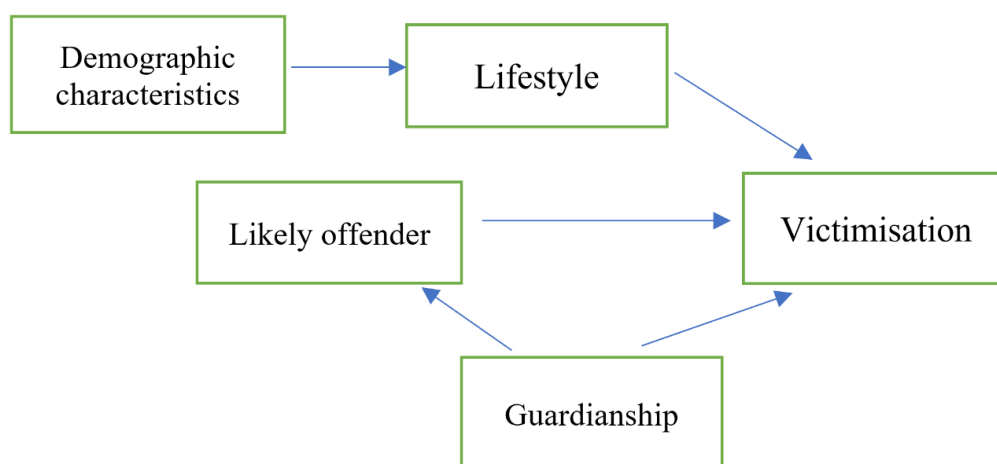 Demographic
characteristics
Lifestyle
Likely offender
Victimisation
Guardianship